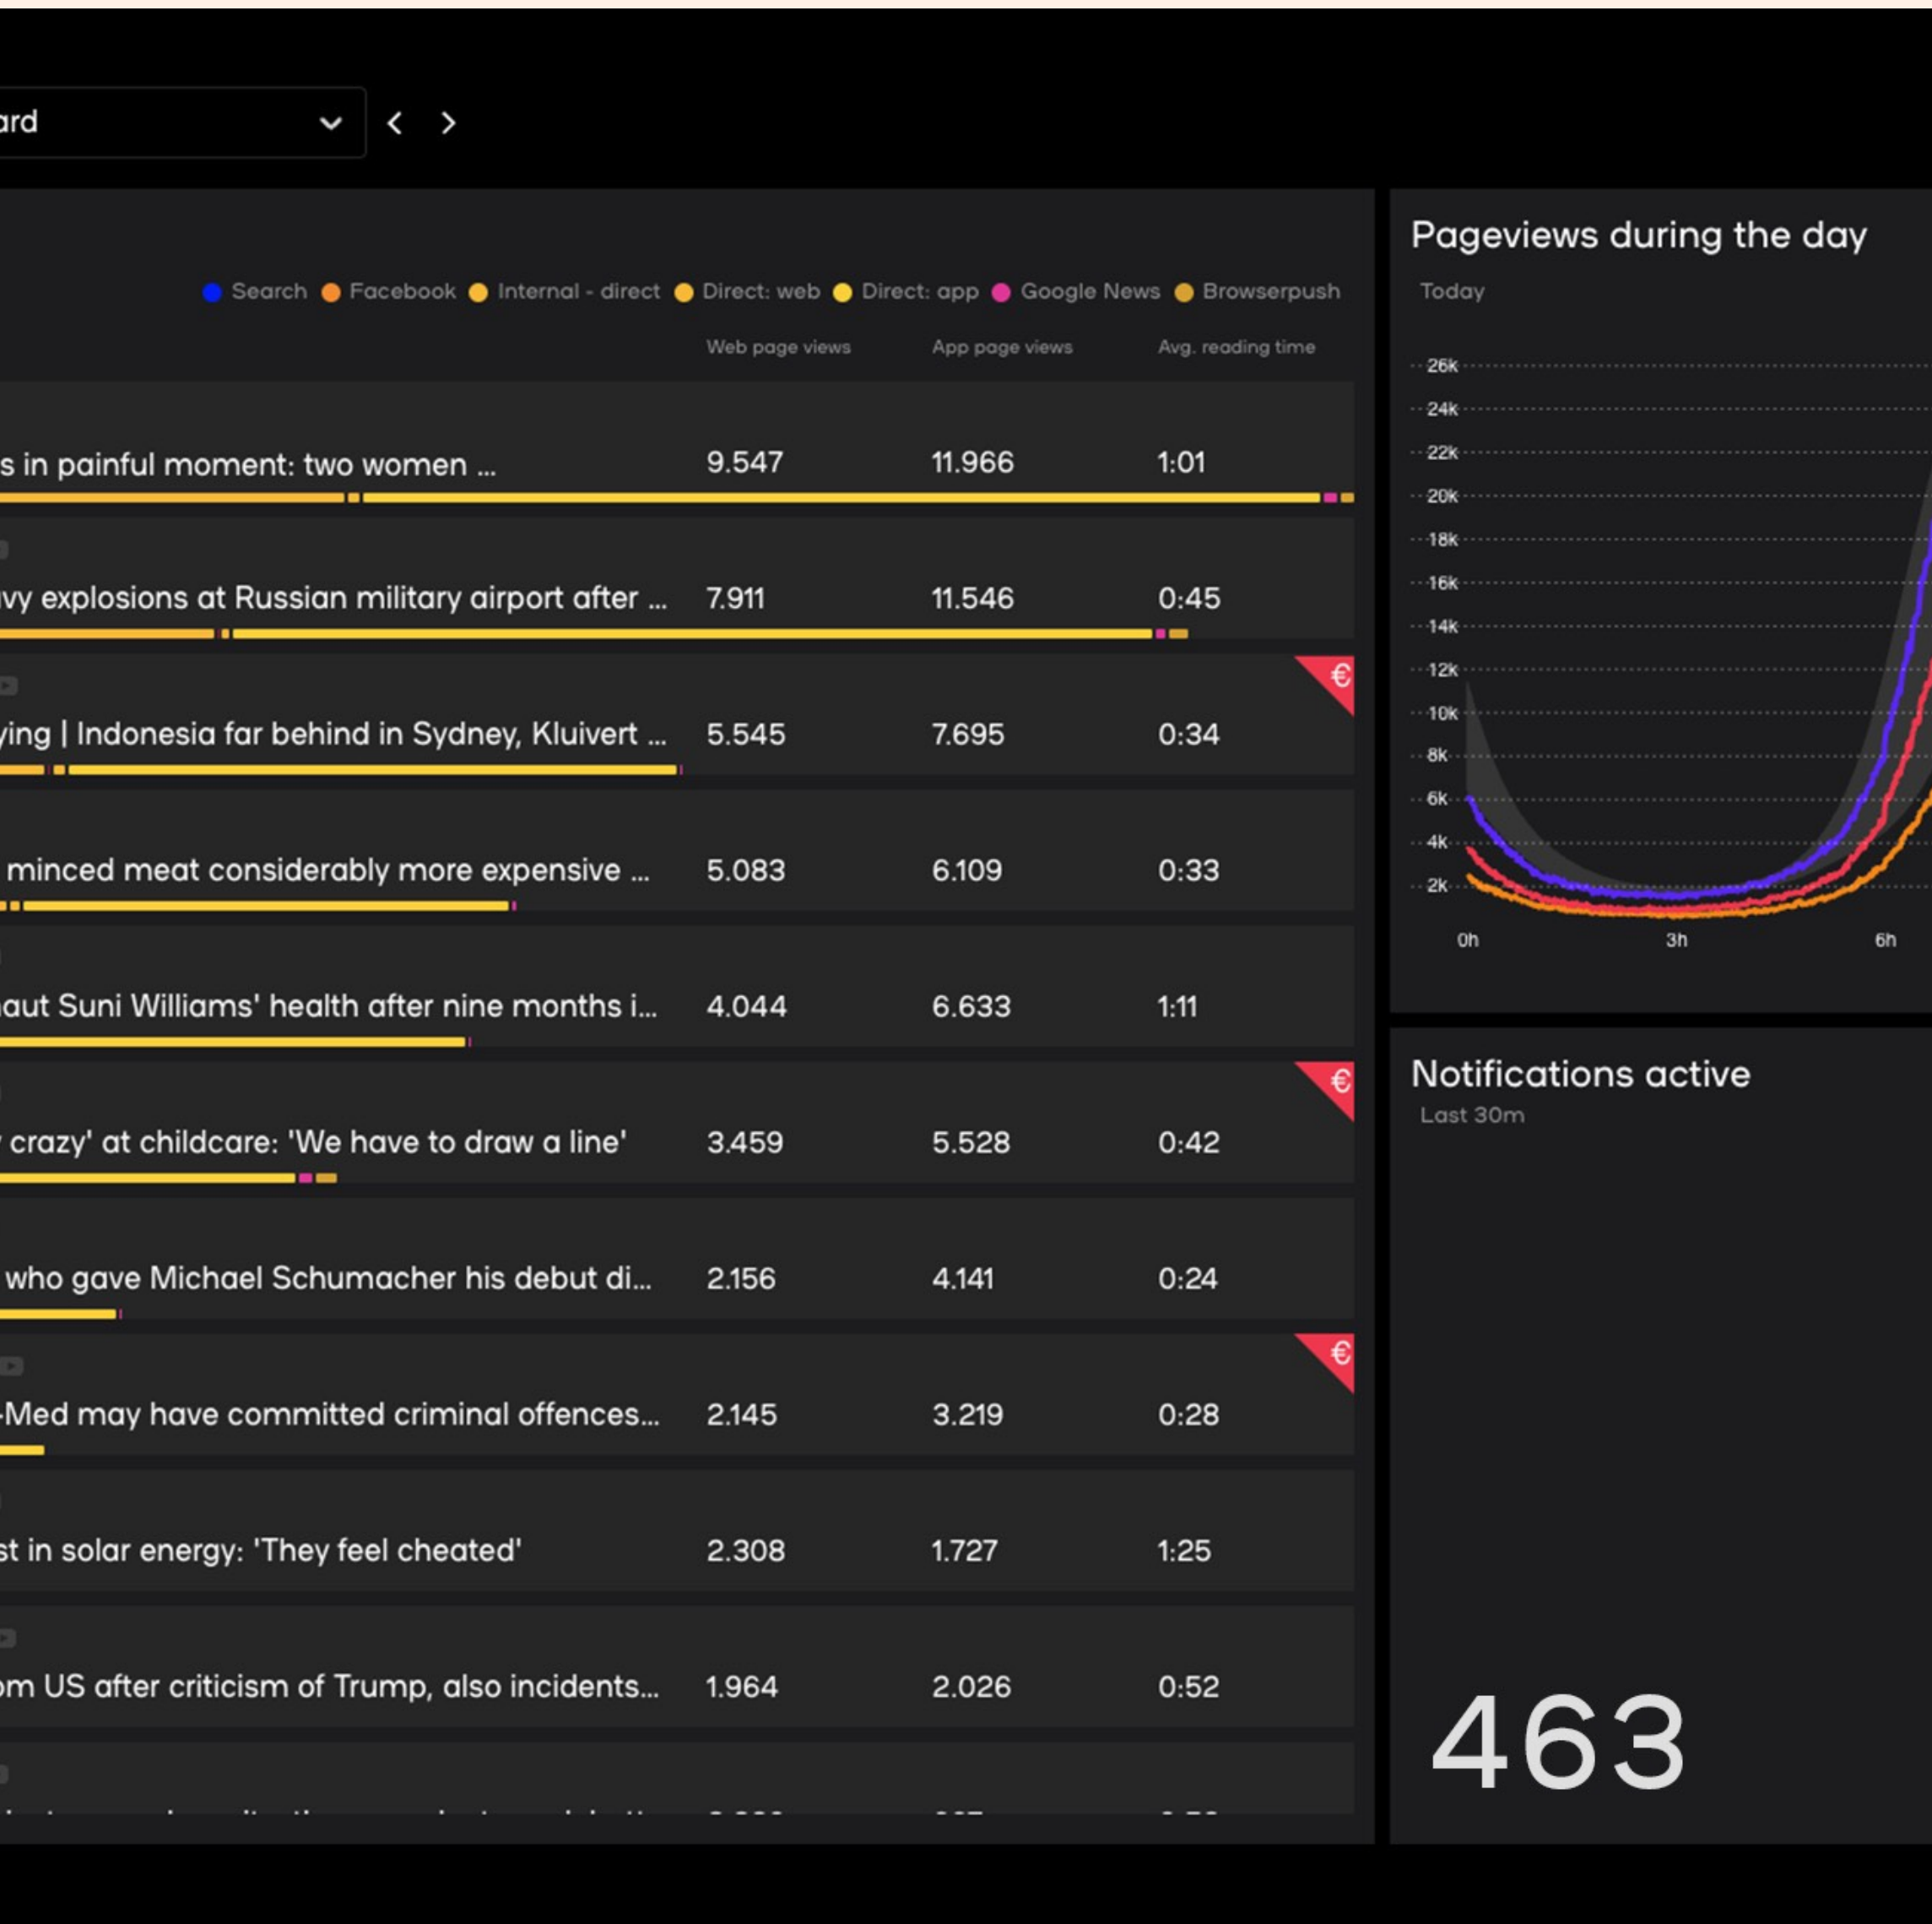 ard
Search Facebook Internal - direct Direct: web Direct: app Google News Browserpush
Web page views App page views Avg. reading time
s in painful moment: two women ... 9.547 11.966 1:01
vy explosions at Russian military airport after ... 7.911 11.546 0:45
€
ying | Indonesia far behind in Sydney, Kluivert ... 5.545 7.695 0:34
minced meat considerably more expensive ... 5.083 6.109 0:33
aut Suni Williams' health after nine months i... 4.044 6.633 1:11
€
crazy' at childcare: 'We have to draw a line' 3.459 5.528 0:42
who gave Michael Schumacher his debut di... 2.156 4.141 0:24
€
-Med may have committed criminal offences... 2.145 3.219 0:28
st in solar energy: 'They feel cheated' 2.308 1.727 1:25
om US after criticism of Trump, also incidents... 1.964 2.026 0:52
Pageviews during the day
Today
26k
24k
22k
20k
18k
16k
14k
12k
10k
8k
6k
4k
2k
0h 3h 6h
Notifications active
Last 30m
463